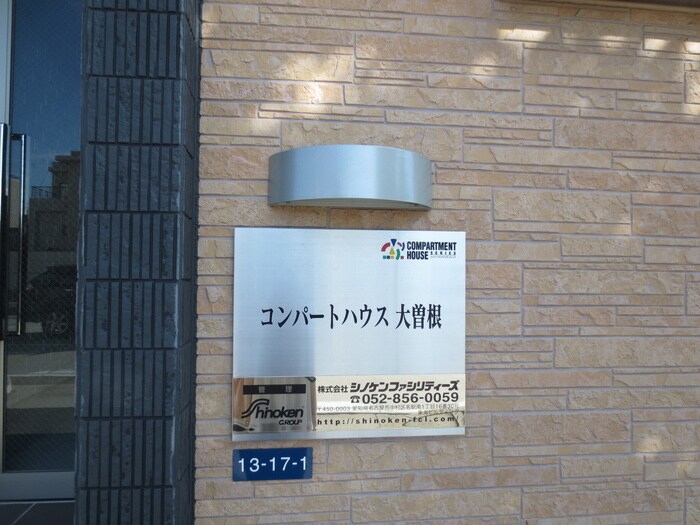 COMPARTMENT
HOUSE
SERIES
コンパートハウス 大曽根
管 理
Shinoken
GROUP
株式会社 シノケンファシリティーズ
☎052-856-0059
http://shinoken-fci.com/
13-17-1